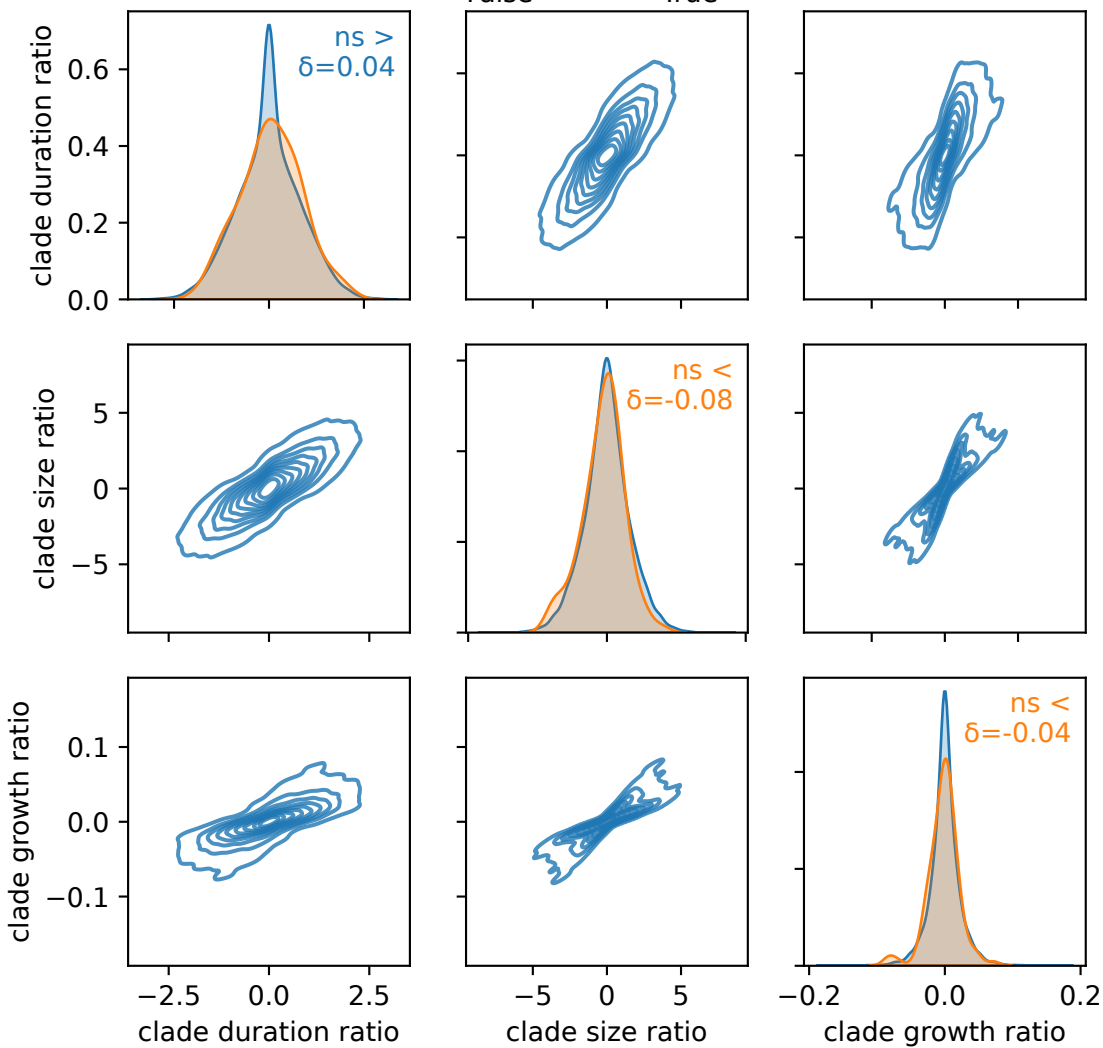 True
clade duration ratio
0.6
0.4
0.2
0.0
ns >
δ=0.04
clade size ratio
5
0
−5
ns <
δ=-0.08
clade growth ratio
0.1
0.0
−0.1
ns <
δ=-0.04
−2.5 0.0 2.5
−5 0 5
−0.2 0.0 0.2
clade duration ratio
clade size ratio
clade growth ratio